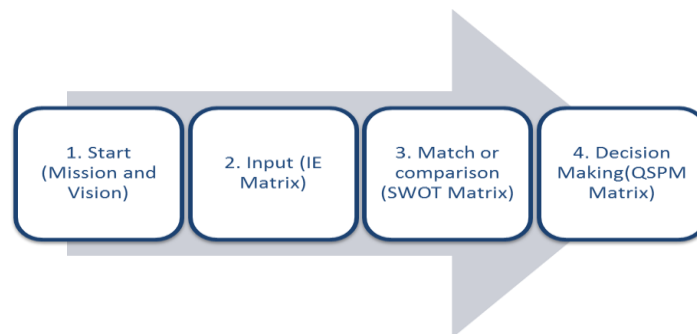 1. Start
(Mission and
Vision)
2. Input (IE
Matrix)
3. Match or
comparison
(SWOT Matrix)
4. Decision
Making(QSPM
Matrix)